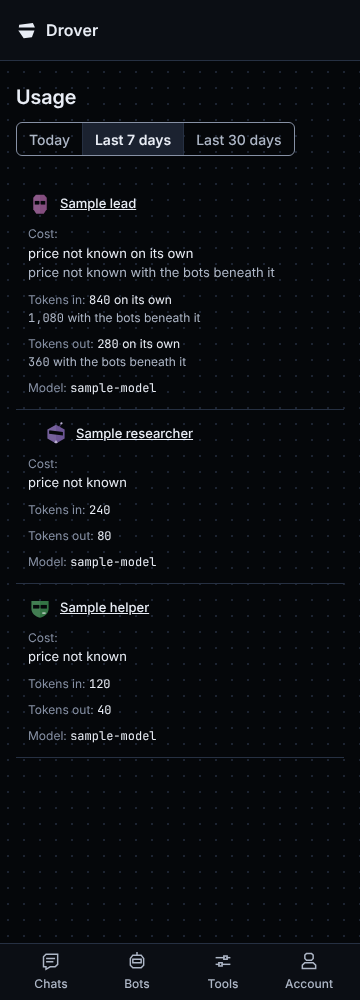 Drover
Usage
Today Last 7 days Last 30 days
Sample lead
Cost:
price not known on its own
price not known with the bots beneath it
Tokens in: 840 on its own
1,080 with the bots beneath it
Tokens out: 280 on its own
360 with the bots beneath it
Model: sample-model
Sample researcher
Cost:
price not known
Tokens in: 240
Tokens out: 80
Model: sample-model
Sample helper
Cost:
price not known
Tokens in: 120
Tokens out: 40
Model: sample-model
Chats Bots Tools Account